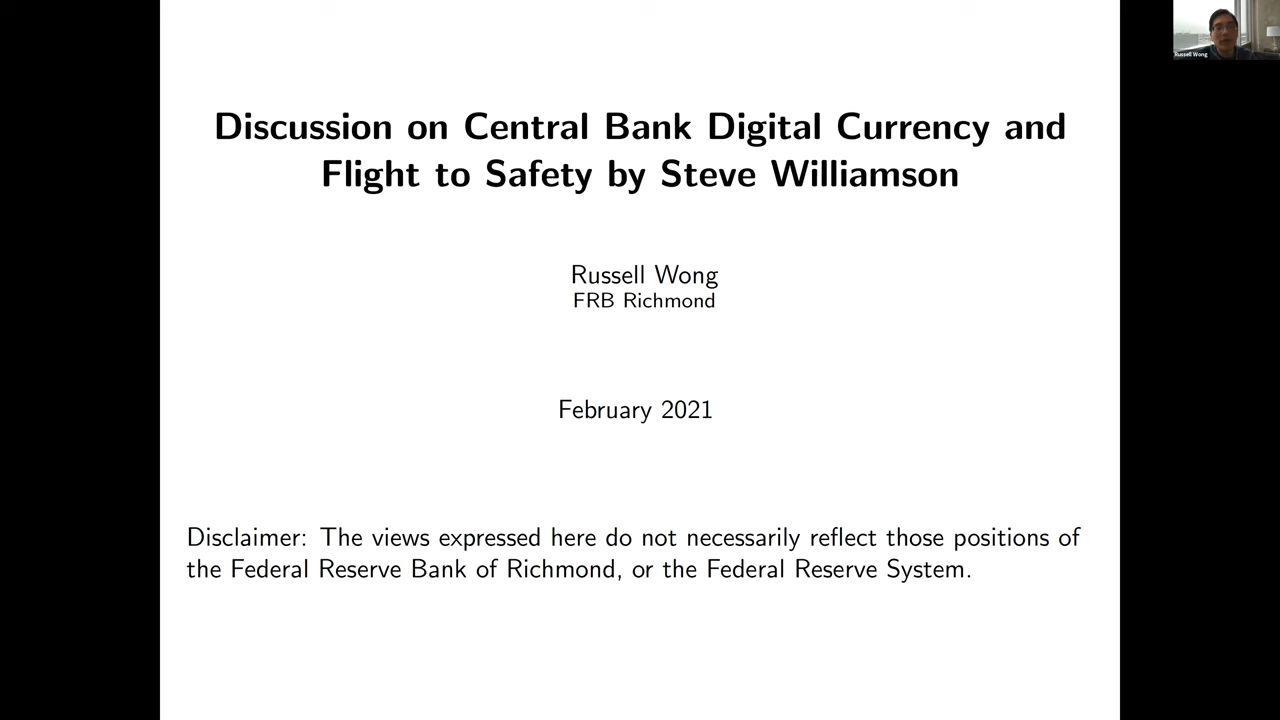 Discussion on Central Bank Digital Currency and
Flight to Safety by Steve Williamson
Russell Wong
FRB Richmond
February 2021
Disclaimer: The views expressed here do not necessarily reflect those positions of
the Federal Reserve Bank of Richmond, or the Federal Reserve System.
Russell Wong